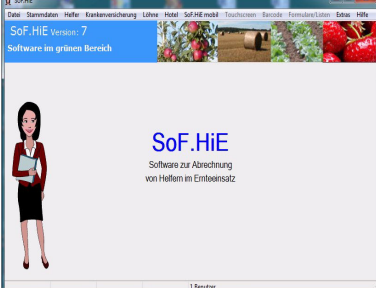 SoF.HiE
Datei Stammdaten Helfer Krankenversicherung Löhne Hotel SoF.HiE mobil Touchscreen Barcode Formulare/Listen Extras Hilfe
SoF.HiE Version: 7
Software im grünen Bereich
SoF.HiE
Software zur Abrechnung
von Helfern im Ernteeinsatz
1 Benutzer